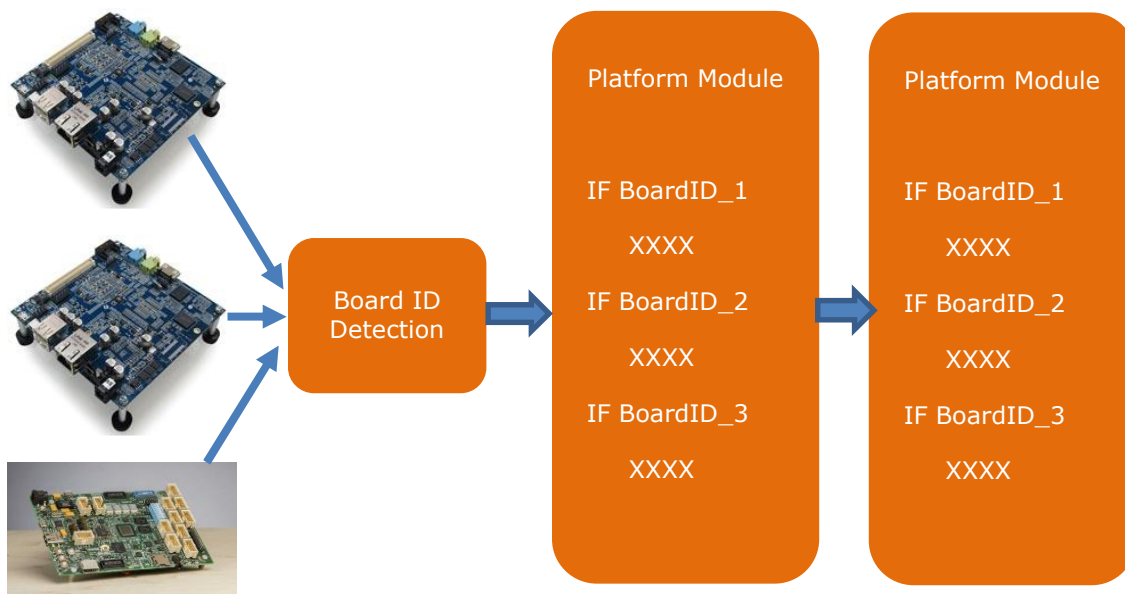 Board ID
Detection
Platform Module
IF BoardID_1
XXXX
IF BoardID_2
XXXX
IF BoardID_3
XXXX
Platform Module
IF BoardID_1
XXXX
IF BoardID_2
XXXX
IF BoardID_3
XXXX